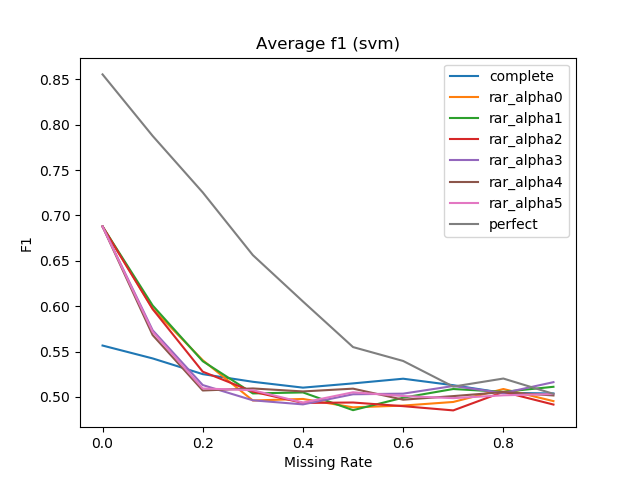 Average f1 (svm)
F1
0.85
0.80
0.75
0.70
0.65
0.60
0.55
0.50
complete
rar_alpha0
rar_alpha1
rar_alpha2
rar_alpha3
rar_alpha4
rar_alpha5
perfect
0.0 0.2 0.4 0.6 0.8
Missing Rate